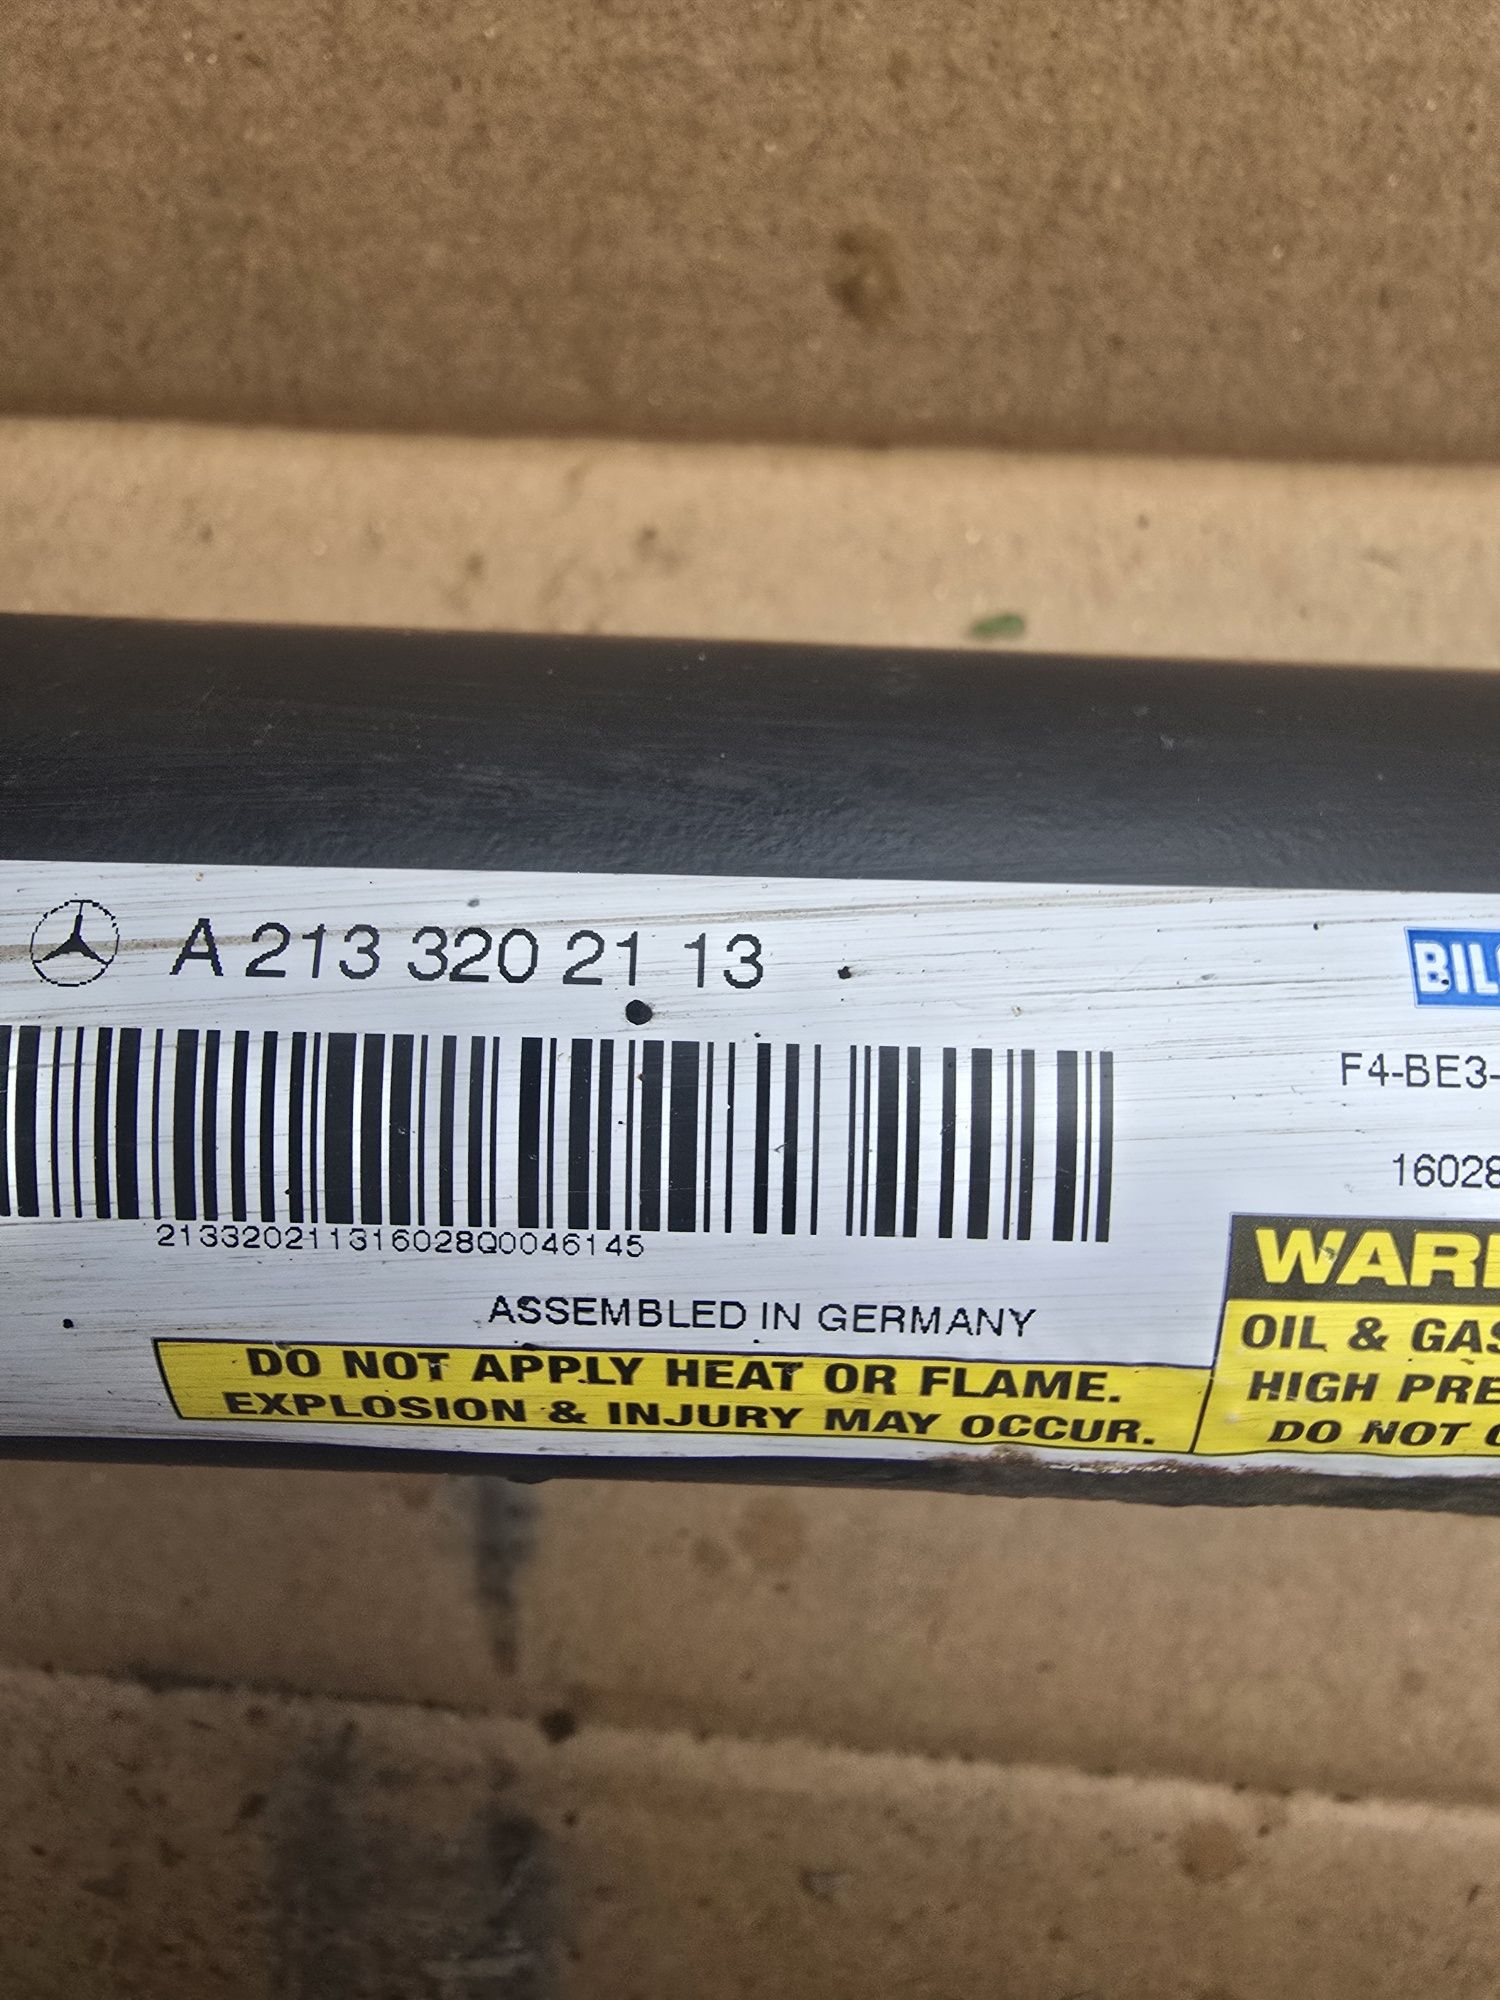 A 213 320 21 13
BIL
F4-BE3-
16028
213320211316028Q0046145
ASSEMBLED IN GERMANY
DO NOT APPLY HEAT OR FLAME.
EXPLOSION & INJURY MAY OCCUR.
WAR
OIL & GAS
HIGH PRE
DO NOT